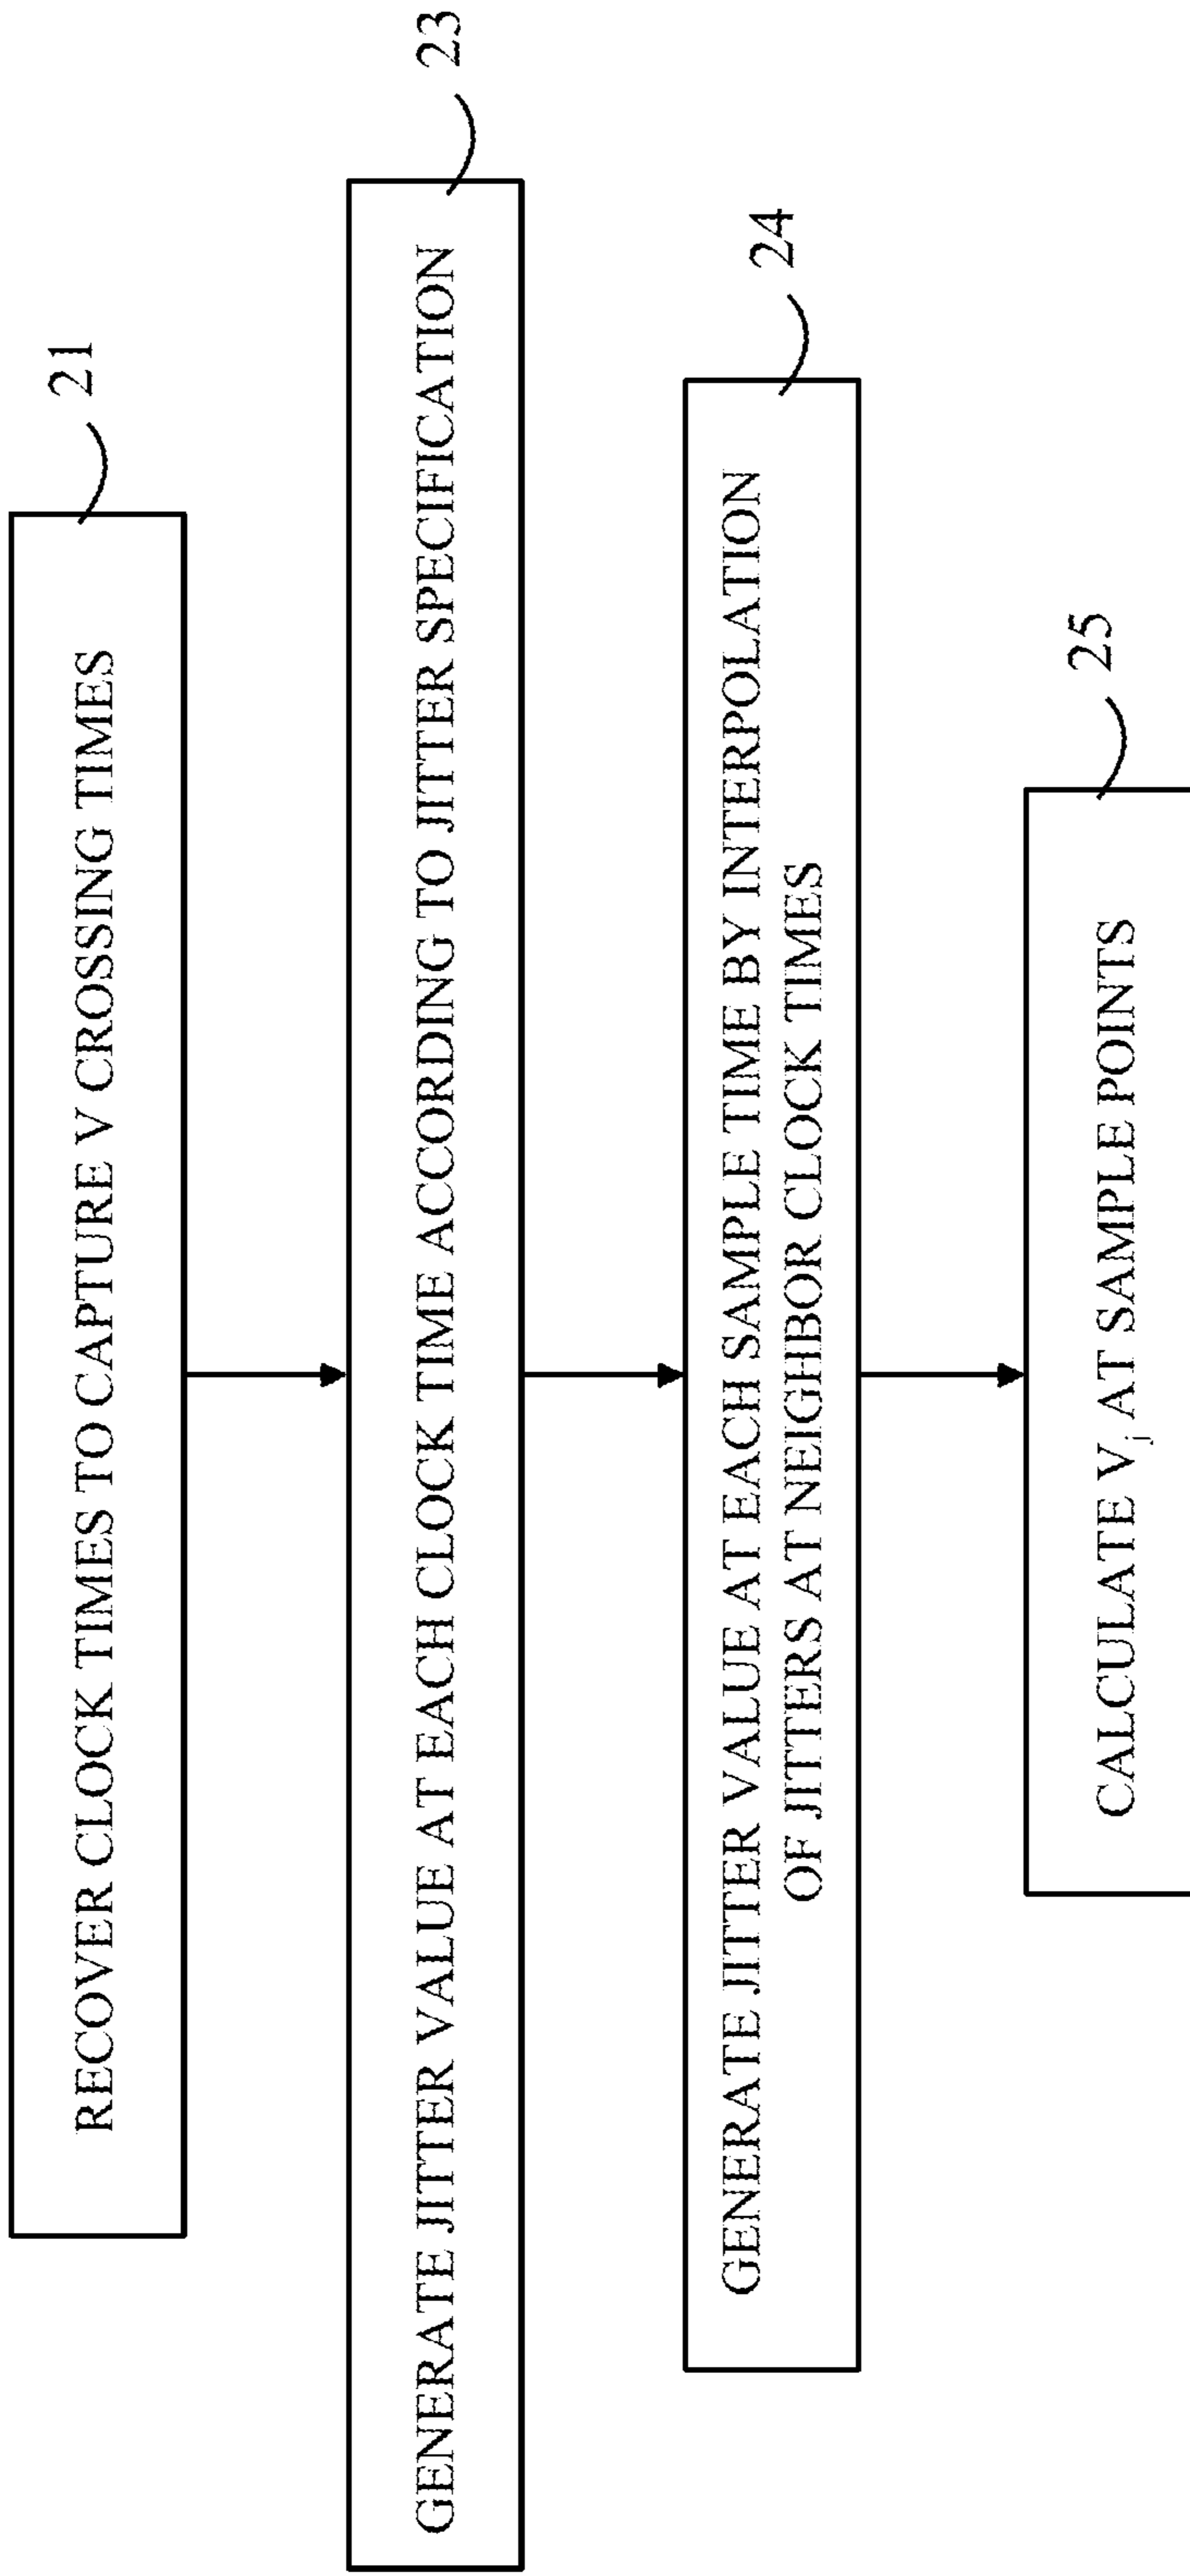 RECOVER CLOCK TIMES TO CAPTURE V CROSSING TIMES
21
GENERATE JITTER VALUE AT EACH CLOCK TIME ACCORDING TO JITTER SPECIFICATION
23
GENERATE JITTER VALUE AT EACH SAMPLE TIME BY INTERPOLATION
OF JITTERS AT NEIGHBOR CLOCK TIMES
24
CALCULATE Vj AT SAMPLE POINTS
25